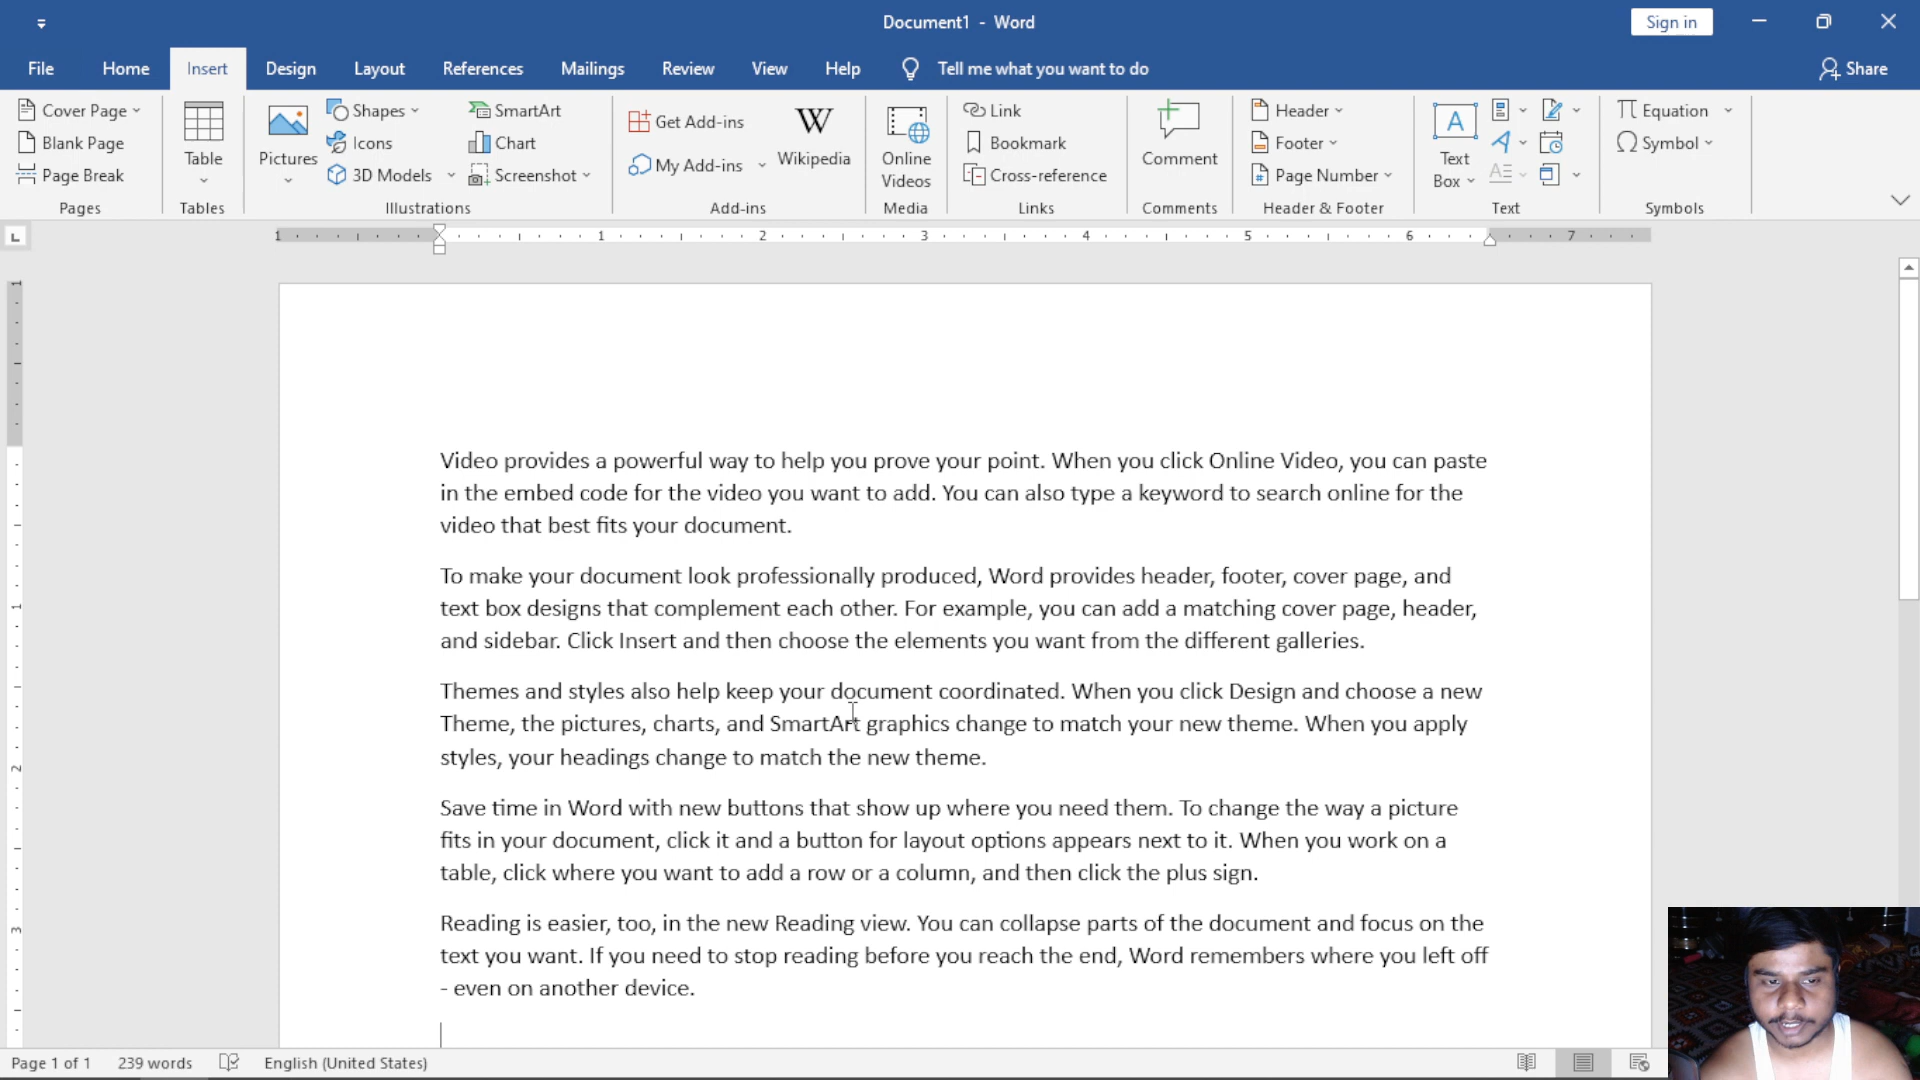 Document1 - Word
Sign in
File Home Insert Design Layout References Mailings Review View Help Tell me what you want to do Share
Cover Page
Blank Page
Page Break
Pages
Table
Tables
Pictures
Shapes
Icons
3D Models
SmartArt
Chart
Screenshot
Illustrations
Get Add-ins
My Add-ins
Wikipedia
Add-ins
Online
Videos
Media
Link
Bookmark
Cross-reference
Links
Comment
Comments
Header
Footer
Page Number
Header & Footer
A
Text
Box
Text
Equation
Symbol
Symbols
L
1 1 2 3 4 5 6 7
1
1
2
3
Video provides a powerful way to help you prove your point. When you click Online Video, you can paste
in the embed code for the video you want to add. You can also type a keyword to search online for the
video that best fits your document.
To make your document look professionally produced, Word provides header, footer, cover page, and
text box designs that complement each other. For example, you can add a matching cover page, header,
and sidebar. Click Insert and then choose the elements you want from the different galleries.
Themes and styles also help keep your document coordinated. When you click Design and choose a new
Theme, the pictures, charts, and SmartArt graphics change to match your new theme. When you apply
styles, your headings change to match the new theme.
Save time in Word with new buttons that show up where you need them. To change the way a picture
fits in your document, click it and a button for layout options appears next to it. When you work on a
table, click where you want to add a row or a column, and then click the plus sign.
Reading is easier, too, in the new Reading view. You can collapse parts of the document and focus on the
text you want. If you need to stop reading before you reach the end, Word remembers where you left off
- even on another device.
Page 1 of 1 239 words English (United States)